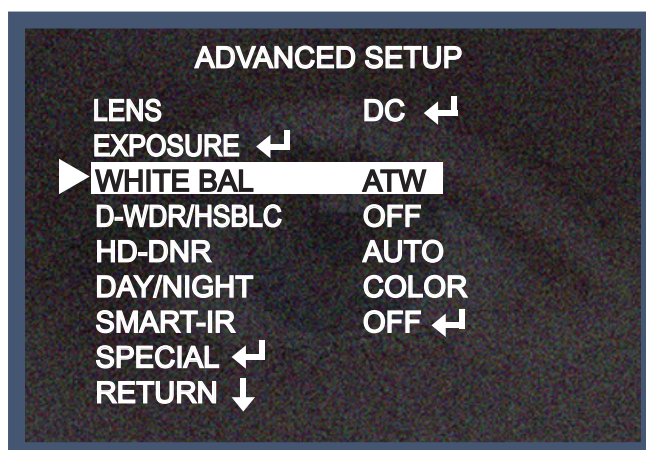 ADVANCED SETUP
LENS DC ↵
EXPOSURE ↵
WHITE BAL ATW
D-WDR/HSBLC OFF
HD-DNR AUTO
DAY/NIGHT COLOR
SMART-IR OFF ↵
SPECIAL ↵
RETURN ↓